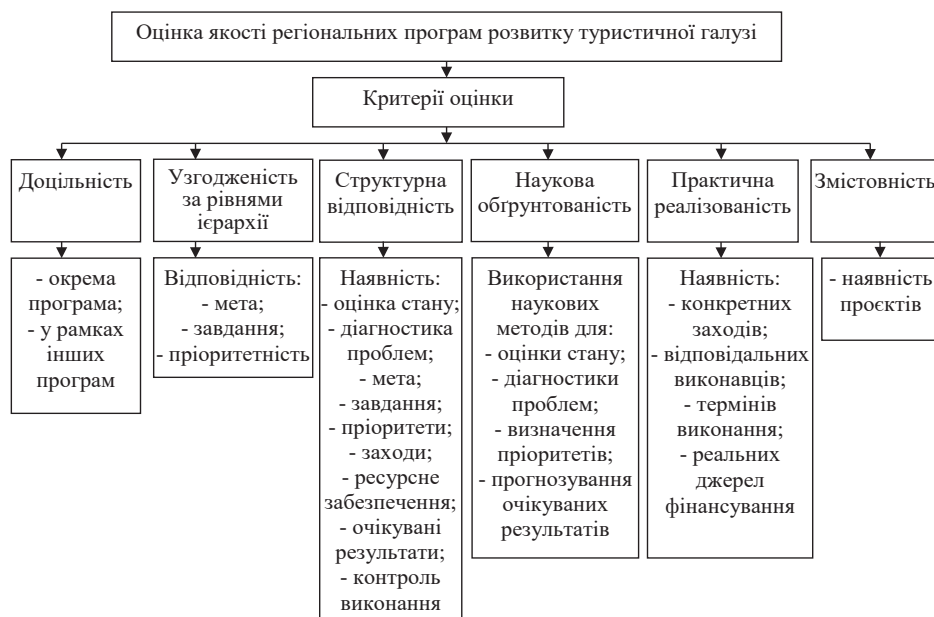 Оцінка якості регіональних програм розвитку туристичної галузі
Критерії оцінки
Доцільність
Узгодженість
за рівнями
ієрархії
Структурна
відповідність
Наукова
обґрунтованість
Практична
реалізованість
Змістовність
- окрема
програма;
- у рамках
інших
програм
Відповідність:
- мета;
- завдання;
- пріоритетність
Наявність:
- оцінка стану;
- діагностика
проблем;
- мета;
- завдання;
- пріоритети;
- заходи;
- ресурсне
забезпечення;
- очікувані
результати;
- контроль
виконання
Використання
наукових
методів для:
- оцінки стану;
- діагностики
проблем;
- визначення
пріоритетів;
- прогнозування
очікуваних
результатів
Наявність:
- конкретних
заходів;
- відповідальних
виконавців;
- термінів
виконання;
- реальних
джерел
фінансування
- наявність
проєктів